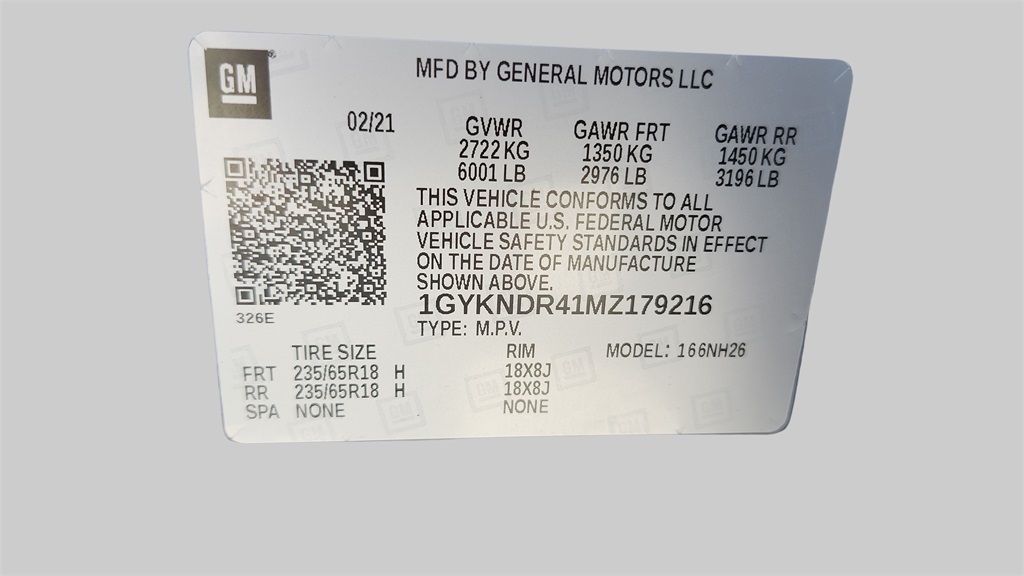 GM
MFD BY GENERAL MOTORS LLC
02/21 GVWR GAWR FRT GAWR RR
2722 KG 1350 KG 1450 KG
6001 LB 2976 LB 3196 LB
THIS VEHICLE CONFORMS TO ALL
APPLICABLE U.S. FEDERAL MOTOR
VEHICLE SAFETY STANDARDS IN EFFECT
ON THE DATE OF MANUFACTURE
SHOWN ABOVE.
1GYKNDR41MZ179216
326E
TYPE: M.P.V.
TIRE SIZE RIM MODEL: 166NH26
FRT 235/65R18 H 18X8J
RR 235/65R18 H 18X8J
SPA NONE NONE